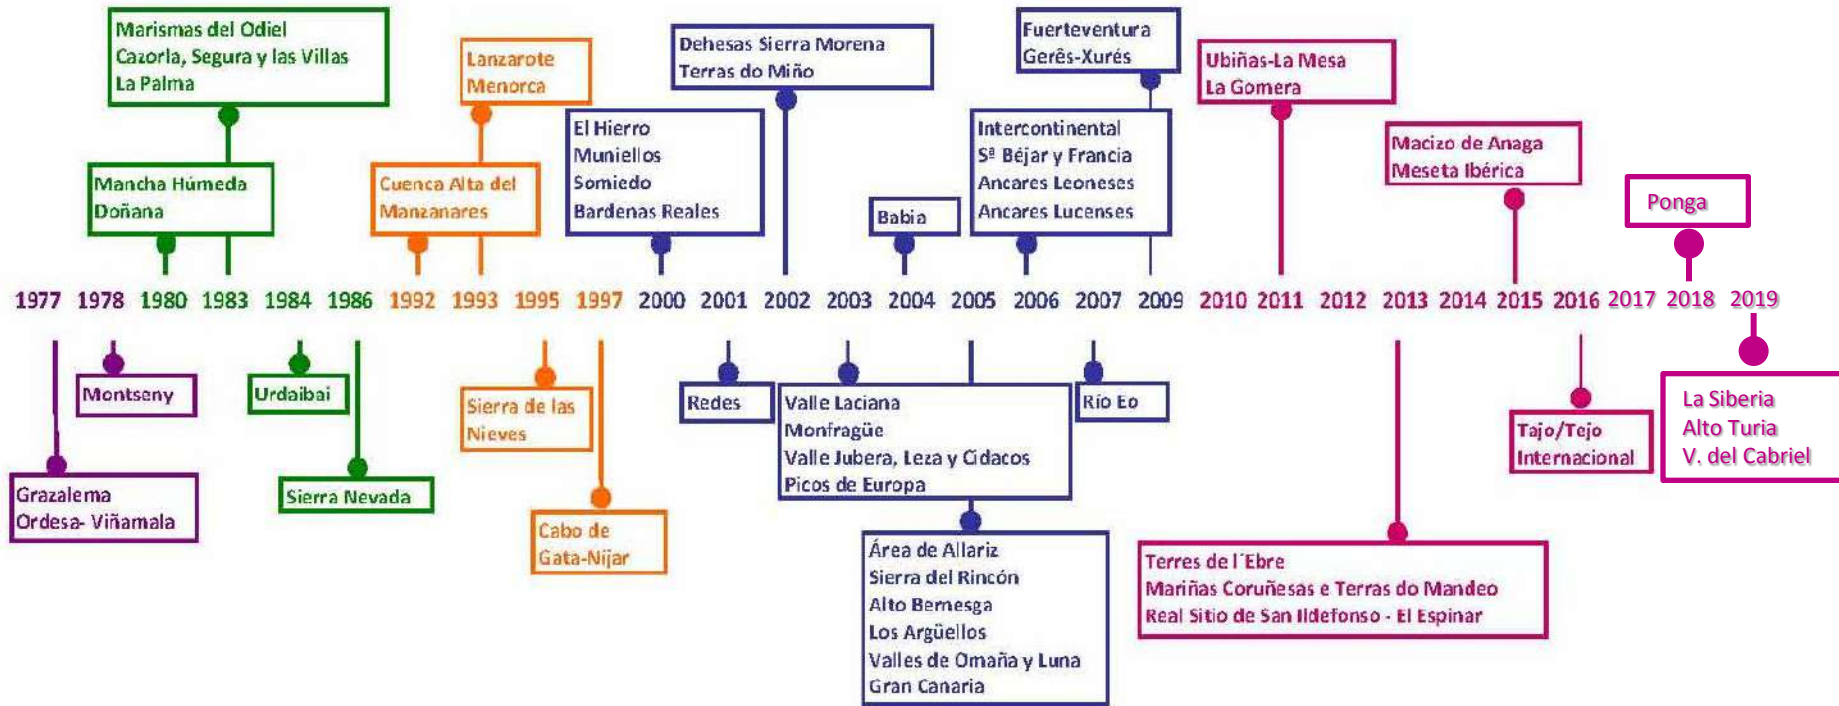 Marismas del Odiel
Cazorla, Segura y las Villas
La Palma
Mancha Húmeda
Doñana
Lanzarote
Menorca
Cuenca Alta del
Manzanares
El Hierro
Muniellos
Somiedo
Bardenas Reales
Dehesas Sierra Morena
Terras do Miño
Babia
Fuerteventura
Gerês-Xurés
Intercontinental
Sª Béjar y Francia
Ancares Leoneses
Ancares Lucenses
Ubiñas-La Mesa
La Gomera
Macizo de Anaga
Meseta Ibérica
Ponga
1977 1978 1980 1983 1984 1986 1992 1993 1995 1997 2000 2001 2002 2003 2004 2005 2006 2007 2009 2010 2011 2012 2013 2014 2015 2016 2017 2018 2019
Grazalema
Ordesa- Viñamala
Montseny
Urdaibai
Sierra Nevada
Sierra de las
Nieves
Cabo de
Gata-Níjar
Redes
Valle Laciana
Monfragüe
Valle Jubera, Leza y Cidacos
Picos de Europa
Área de Allariz
Sierra del Rincón
Alto Bernesga
Los Argüellos
Valles de Omaña y Luna
Gran Canaria
Río Eo
Terres de l´Ebre
Mariñas Coruñesas e Terras do Mandeo
Real Sitio de San Ildefonso - El Espinar
Tajo/Tejo
Internacional
La Siberia
Alto Turia
V. del Cabriel